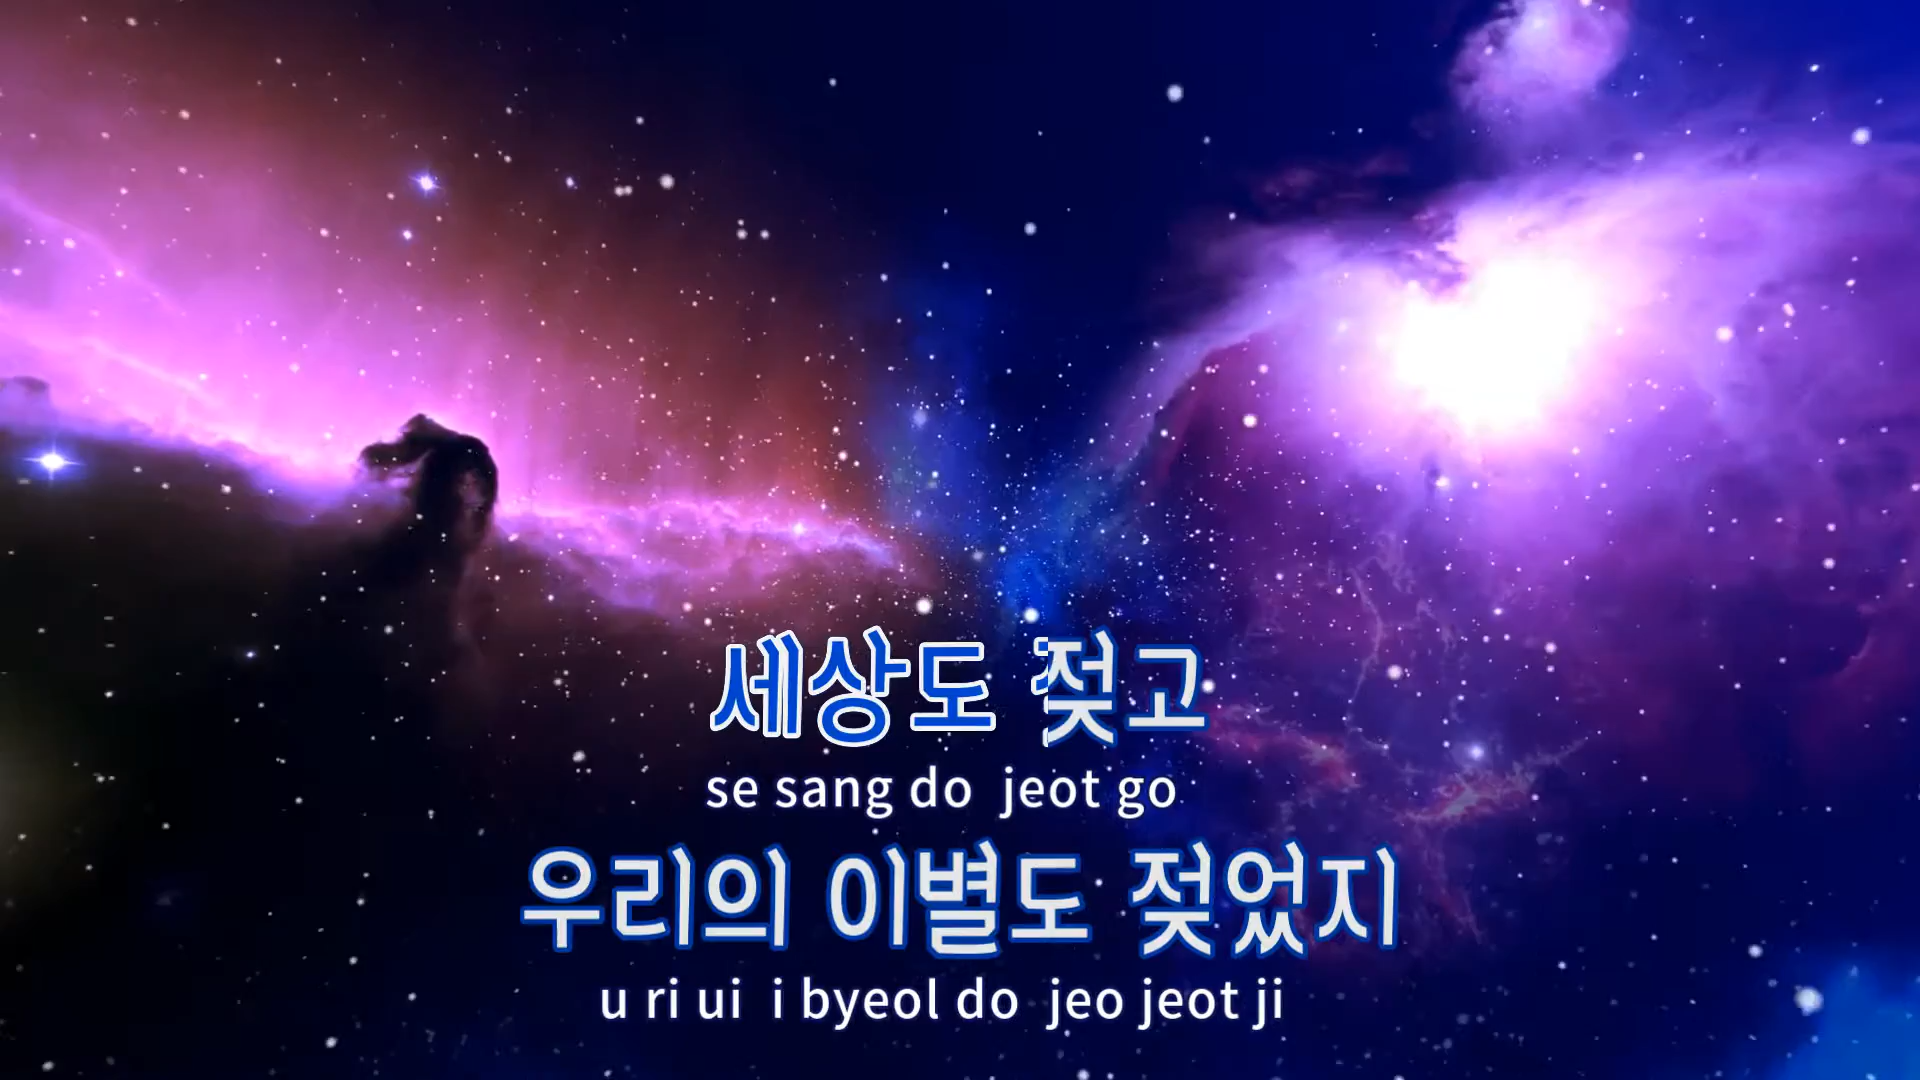 세상도 젖고
se sang do jeot go
우리의 이별도 젖었지
u ri ui i byeol do jeo jeot ji